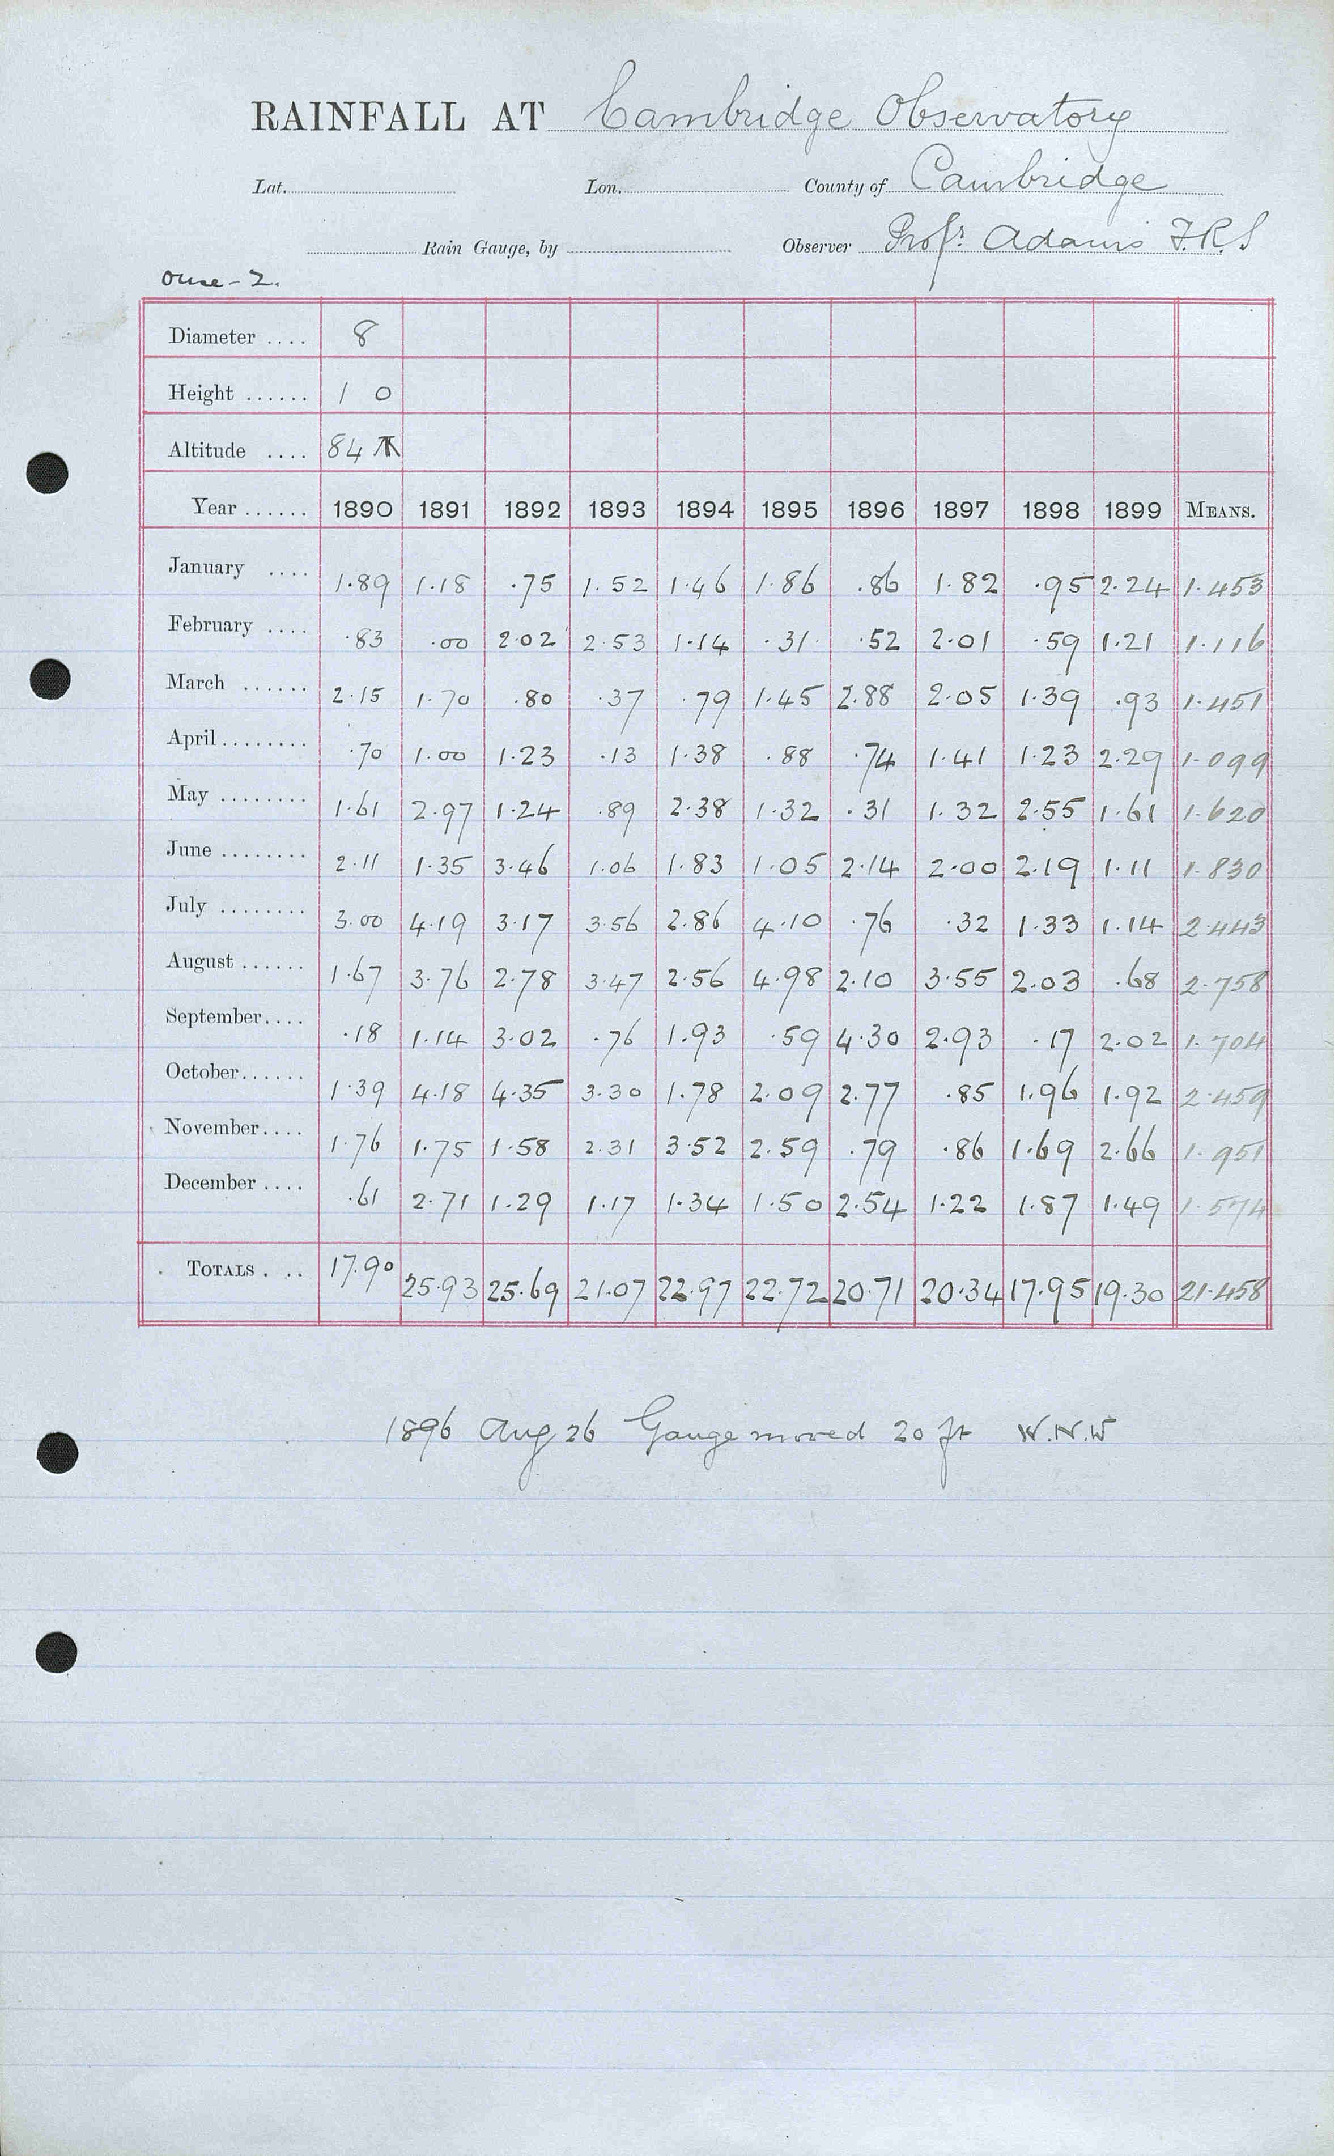 RAINFALL AT Cambridge Observatory
Lat. Lon. County of Cambridge
Rain Gauge, by Observer Profr. Adams F.R.S
Ouse - 2.
Diameter .... 8
Height ...... 1 0
Altitude .... 84
Year ...... 1890 1891 1892 1893 1894 1895 1896 1897 1898 1899 MEANS.
January .... 1.89 1.18 .75 1.52 1.46 1.86 .86 1.82 .95 2.24 1.453
February .... .83 .00 2.02 2.53 1.14 .31 .52 2.01 .59 1.21 1.116
March ...... 2.15 1.70 .80 .37 .79 1.45 2.88 2.05 1.39 .93 1.451
April ........ .70 1.00 1.23 .13 1.38 .88 .74 1.41 1.23 2.29 1.099
May ........ 1.61 2.97 1.24 .89 2.38 1.32 .31 1.32 2.55 1.61 1.620
June ........ 2.11 1.35 3.46 1.06 1.83 1.05 2.14 2.00 2.19 1.11 1.830
July ........ 3.00 4.19 3.17 3.56 2.86 4.10 .76 .32 1.33 1.14 2.443
August ...... 1.67 3.76 2.78 3.47 2.56 4.98 2.10 3.55 2.03 .68 2.758
September .... .18 1.14 3.02 .76 1.93 .59 4.30 2.93 .17 2.02 1.704
October ...... 1.39 4.18 4.35 3.30 1.78 2.09 2.77 .85 1.96 1.92 2.459
November .... 1.76 1.75 1.58 2.31 3.52 2.59 .79 .86 1.69 2.66 1.951
December .... .61 2.71 1.29 1.17 1.34 1.50 2.54 1.22 1.87 1.49 1.574
TOTALS . .. 17.90 25.93 25.69 21.07 22.97 22.72 20.71 20.34 17.95 19.30 21.458
1896 Aug 26 Gauge moved 20 ft W.N.W